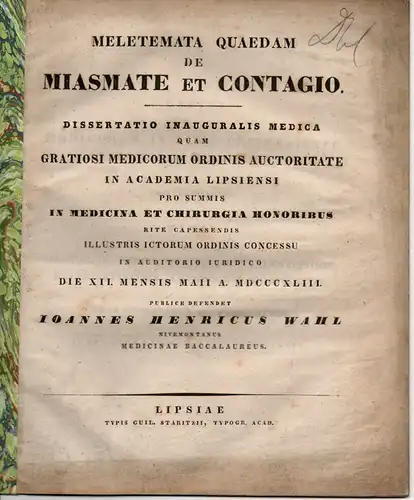 MELETEMATA QUAEDAM
DE
MIASMATE ET CONTAGIO.
DISSERTATIO INAUGURALIS MEDICA
QUAM
GRATIOSI MEDICORUM ORDINIS AUCTORITATE
IN ACADEMIA LIPSIENSI
PRO SUMMIS
IN MEDICINA ET CHIRURGIA HONORIBUS
RITE CAPESSENDIS
ILLUSTRIS ICTORUM ORDINIS CONCESSU
IN AUDITORIO IURIDICO
DIE XII. MENSIS MAII A. MDCCCXLIII.
PUBLICE DEFENDET
IOANNES HENRICUS WAHL
NIVEMONTANUS
MEDICINAE BACCALAUREUS.
LIPSIAE
TYPIS GUIL. STARITZII, TYPOGR. ACAD.